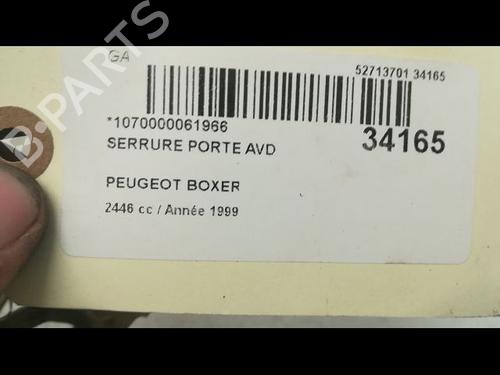 GA
52713701 34165
*1070000061966
34165
SERRURE PORTE AVD
PEUGEOT BOXER
2446 cc / Année 1999
B-PARTS